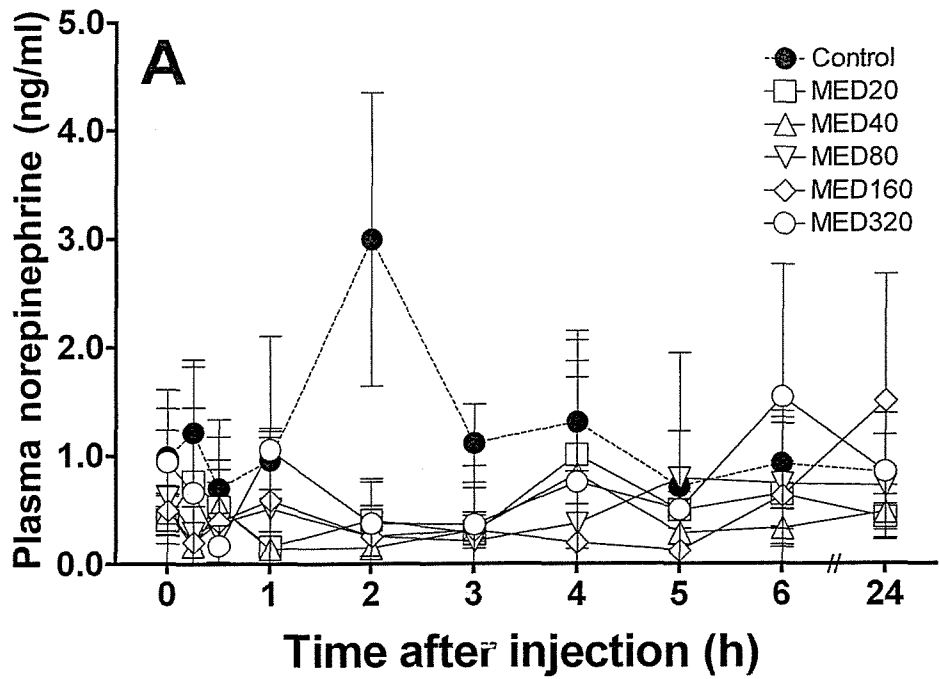 A
Plasma norepinephrine (ng/ml)
5.0
4.0
3.0
2.0
1.0
0.0
Control
MED20
MED40
MED80
MED160
MED320
0 1 2 3 4 5 6 // 24
Time after injection (h)